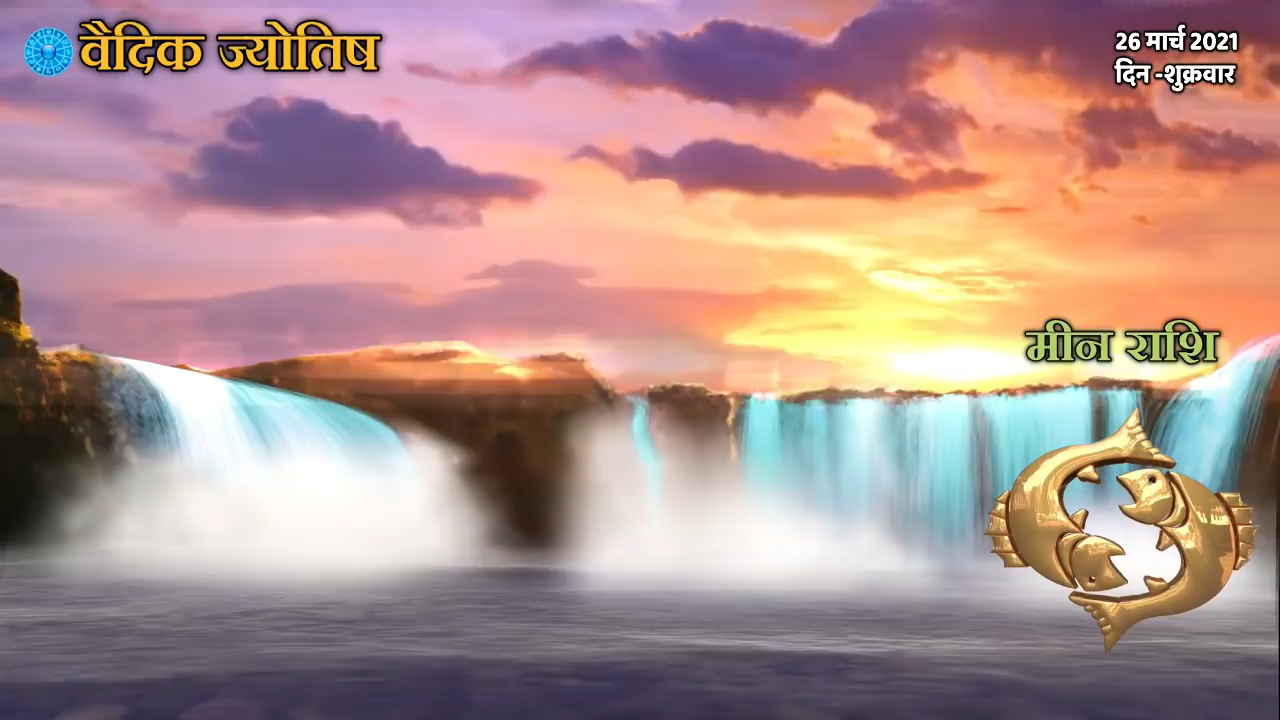 वैदिक ज्योतिष
26 मार्च 2021
दिन -शुक्रवार
मीन राशि